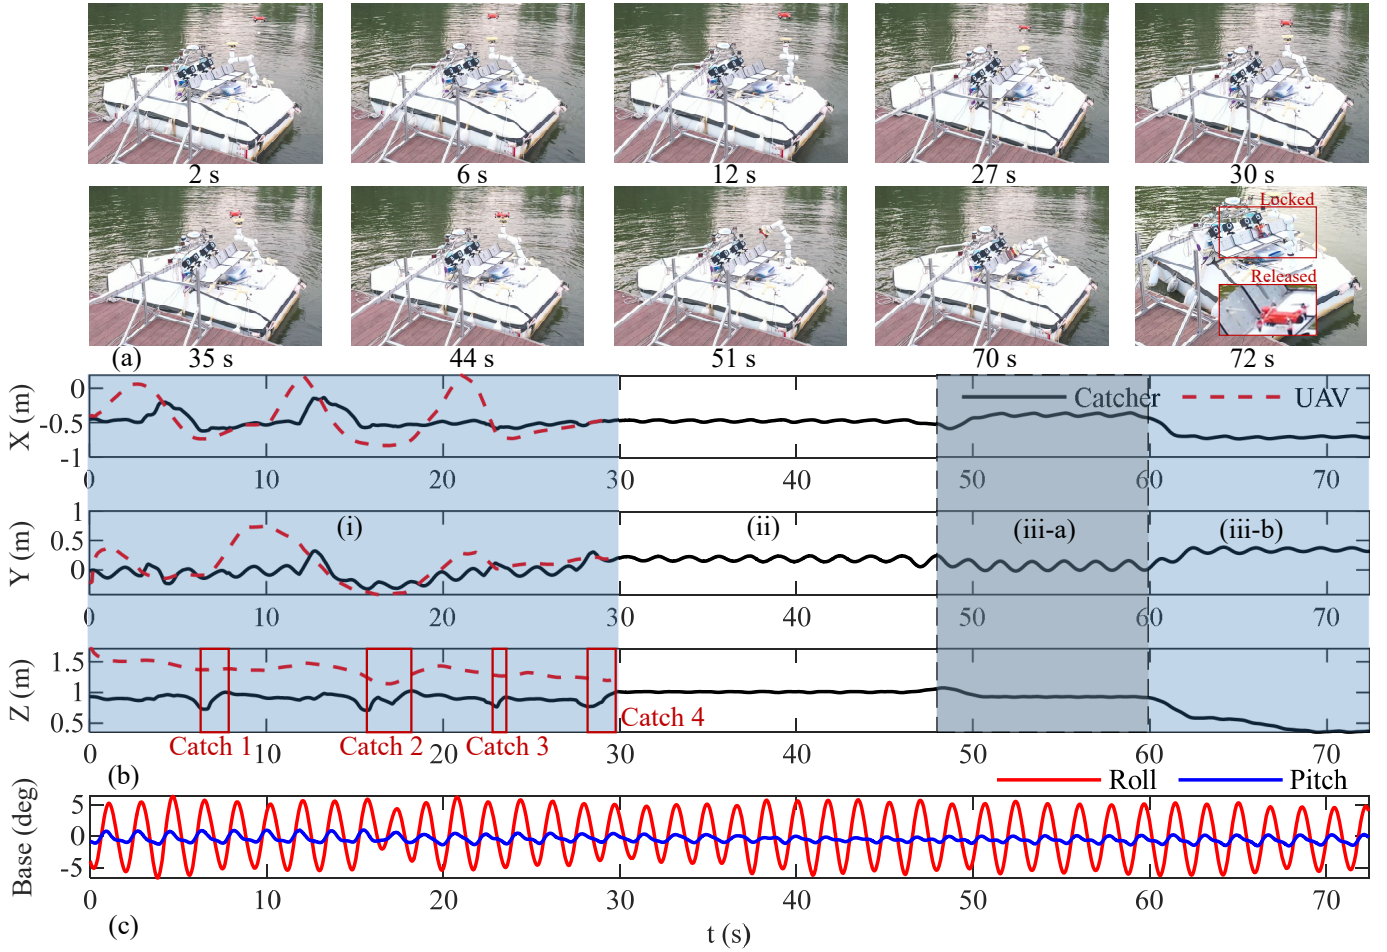 2 s 6 s 12 s 27 s 30 s
Locked
Released
(a) 35 s 44 s 51 s 70 s 72 s
X (m)
0
-0.5
-1
Catcher UAV
0 10 20 30 40 50 60 70
Y (m)
1
0.5
0
(i) (ii) (iii-a) (iii-b)
0 10 20 30 40 50 60 70
Z (m)
1.5
1
0.5
Catch 1 Catch 2 Catch 3 Catch 4
0 10 20 30 40 50 60 70
(b)
Roll Pitch
Base (deg)
5
0
-5
0 10 20 30 40 50 60 70
(c) t (s)